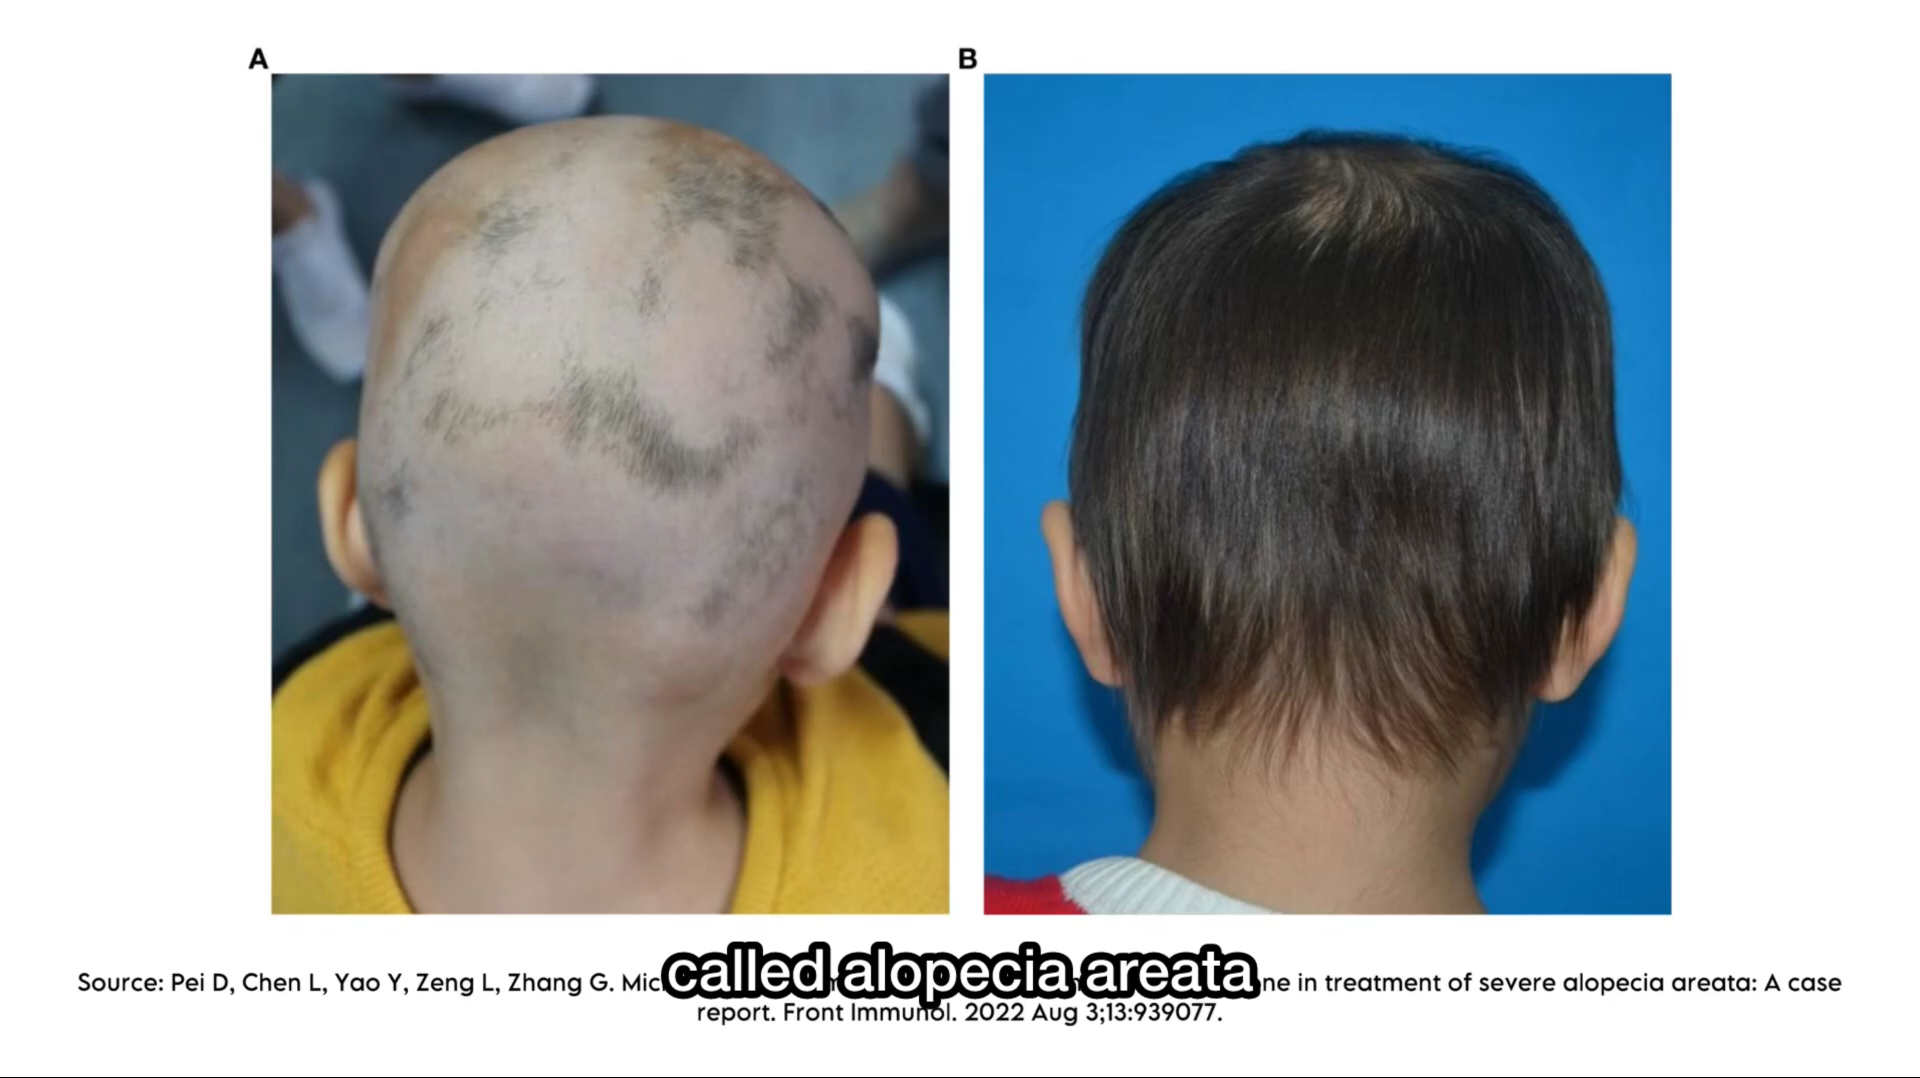 A
B
called alopecia areata
Source: Pei D, Chen L, Yao Y, Zeng L, Zhang G. ne in treatment of severe alopecia areata: A case
report. Front Immunol. 2022 Aug 3;13:939077.